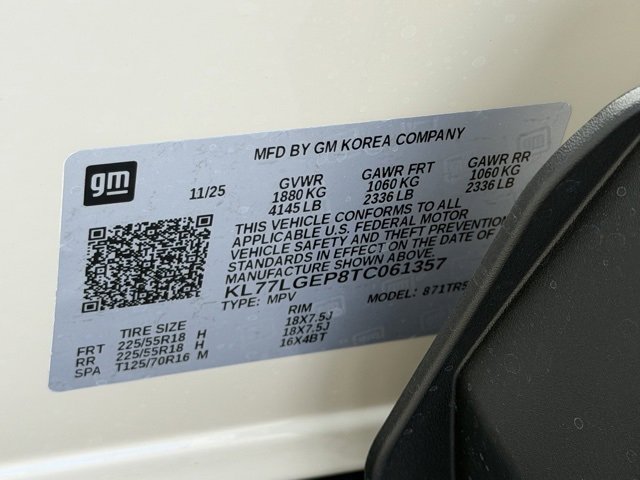 MFD BY GM KOREA COMPANY
gm
11/25
GVWR GAWR FRT GAWR RR
1880 KG 1060 KG 1060 KG
4145 LB 2336 LB 2336 LB
THIS VEHICLE CONFORMS TO ALL
APPLICABLE U.S. FEDERAL MOTOR
VEHICLE SAFETY AND THEFT PREVENTION
STANDARDS IN EFFECT ON THE DATE OF
MANUFACTURE SHOWN ABOVE.
KL77LGEP8TC061357
TYPE: MPV MODEL: 871TR5
TIRE SIZE RIM
FRT 225/55R18 H 18X7.5J
RR 225/55R18 H 18X7.5J
SPA T125/70R16 M 16X4BT